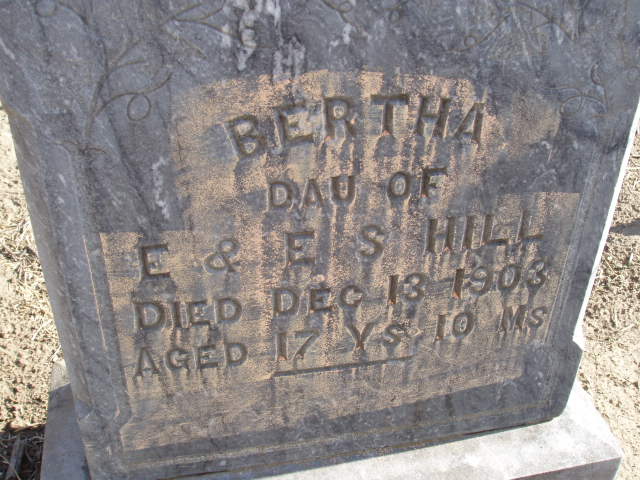 BERTHA
DAU OF
E & E S HILL
DIED DEC 13 1903
AGED 17 YS 10 MS